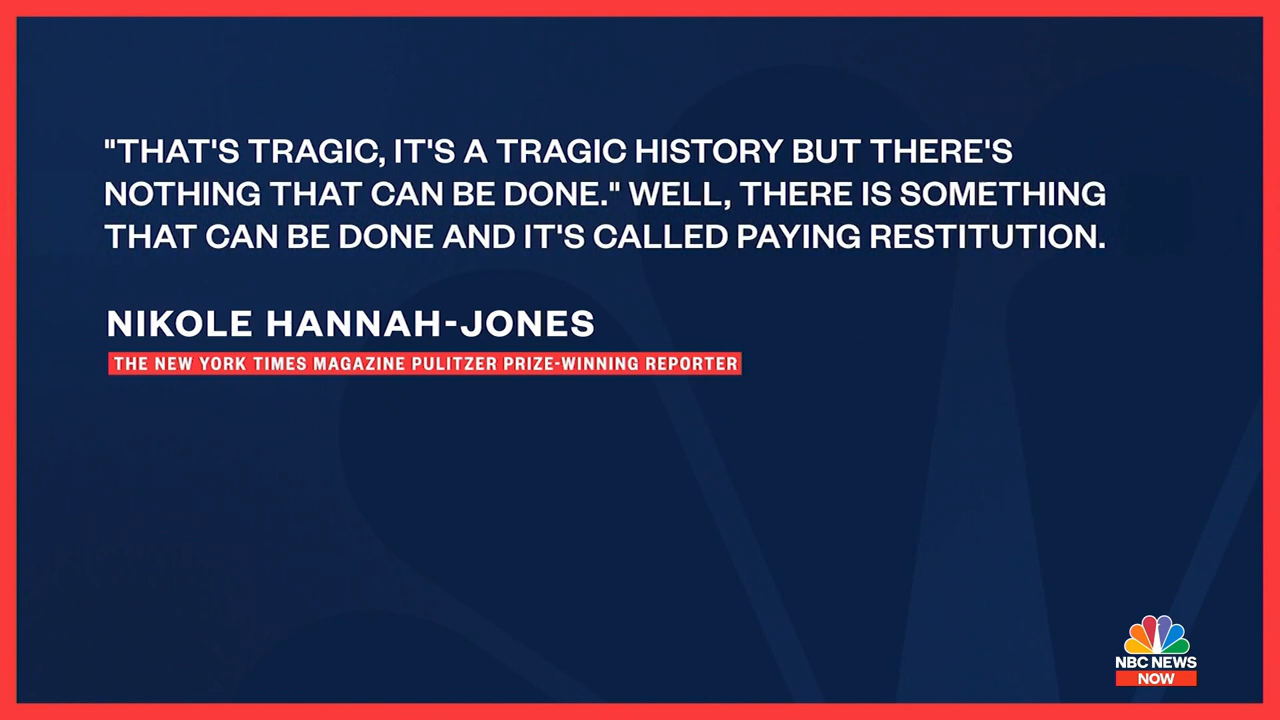 "THAT'S TRAGIC, IT'S A TRAGIC HISTORY BUT THERE'S
NOTHING THAT CAN BE DONE." WELL, THERE IS SOMETHING
THAT CAN BE DONE AND IT'S CALLED PAYING RESTITUTION.
NIKOLE HANNAH-JONES
THE NEW YORK TIMES MAGAZINE PULITZER PRIZE-WINNING REPORTER
NBC NEWS
NOW